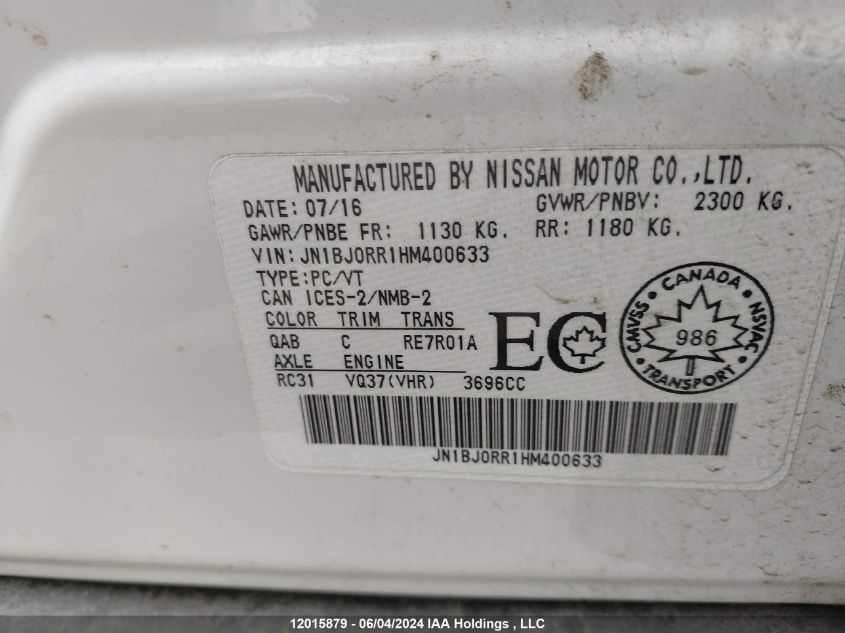 MANUFACTURED BY NISSAN MOTOR CO.,LTD.
DATE: 07/16 GVWR/PNBV: 2300 KG.
GAWR/PNBE FR: 1130 KG. RR: 1180 KG.
VIN: JN1BJ0RR1HM400633
TYPE:PC/VT
CAN ICES-2/NMB-2
COLOR TRIM TRANS
QAB C RE7R01A
AXLE ENGINE
RC31 VQ37(VHR) 3696CC
EC
CANADA
CMVSS 986 NSVAC
TRANSPORT
JN1BJ0RR1HM400633
12015879 - 06/04/2024 IAA Holdings , LLC